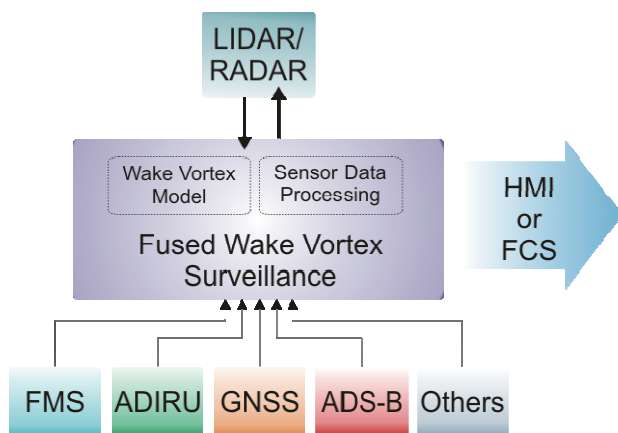 LIDAR/
RADAR
Wake Vortex
Model
Sensor Data
Processing
Fused Wake Vortex
Surveillance
HMI
or
FCS
FMS
ADIRU
GNSS
ADS-B
Others